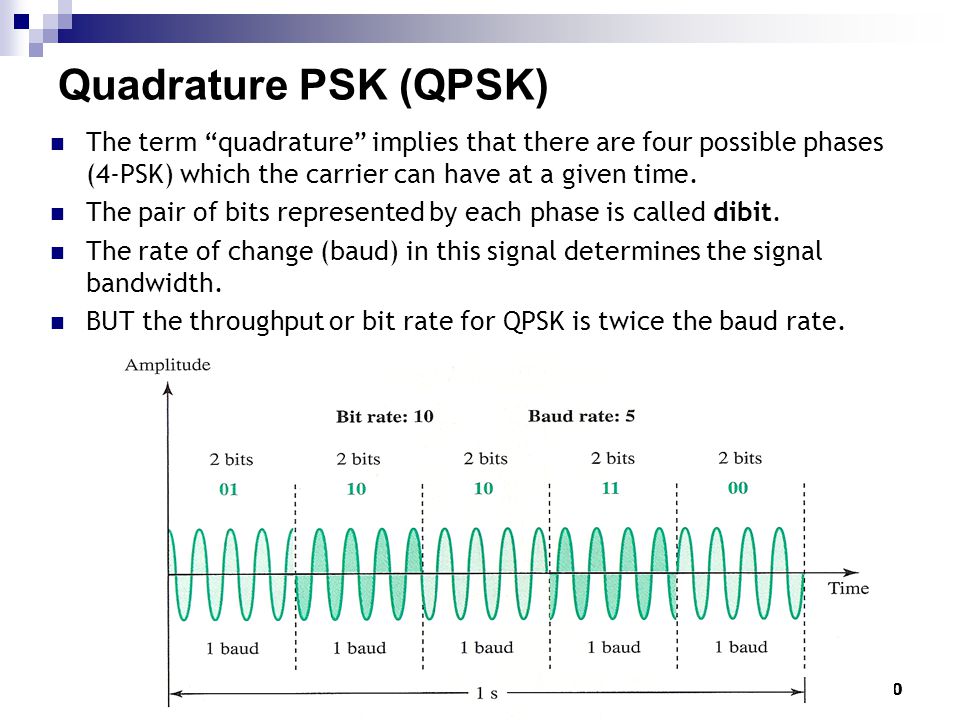 Quadrature PSK (QPSK)
The term “quadrature” implies that there are four possible phases
(4-PSK) which the carrier can have at a given time.
The pair of bits represented by each phase is called dibit.
The rate of change (baud) in this signal determines the signal
bandwidth.
BUT the throughput or bit rate for QPSK is twice the baud rate.
Amplitude
Bit rate: 10 Baud rate: 5
2 bits 2 bits 2 bits 2 bits 2 bits
01 10 10 11 00
Time
1 baud 1 baud 1 baud 1 baud 1 baud
1 s
0